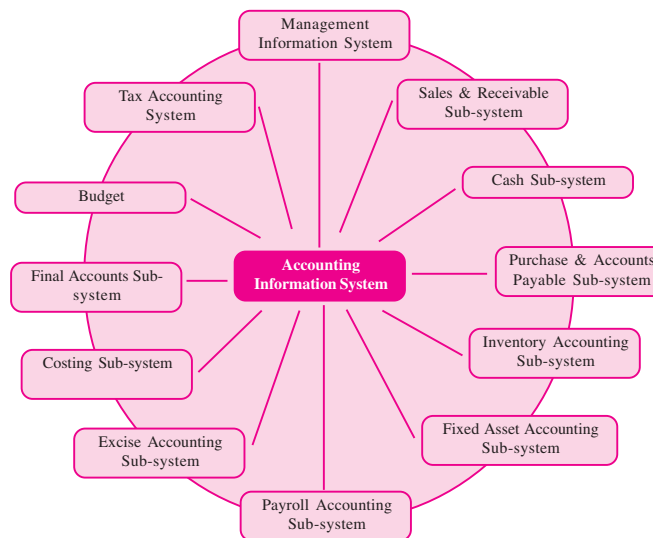 Management
Information System
Tax Accounting
System
Sales & Receivable
Sub-system
Cash Sub-system
Budget
Accounting
Information System
Purchase & Accounts
Payable Sub-system
Final Accounts Sub-
system
Inventory Accounting
Sub-system
Costing Sub-system
Fixed Asset Accounting
Sub-system
Excise Accounting
Sub-system
Payroll Accounting
Sub-system